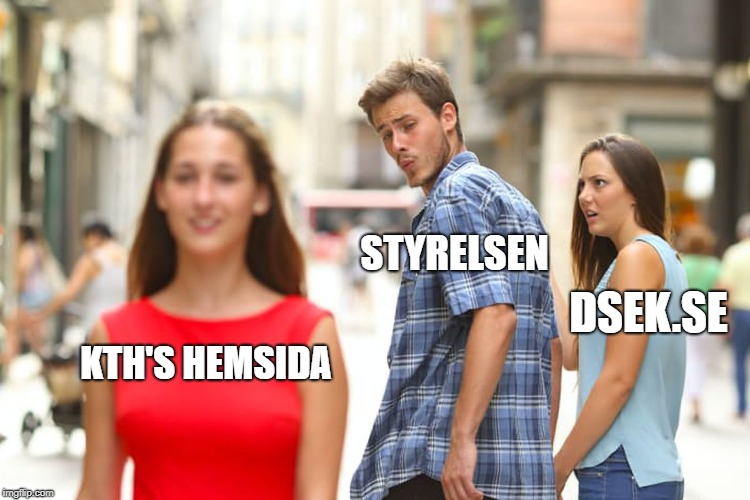 STYRELSEN
DSEK.SE
KTH'S HEMSIDA
imgflip.com